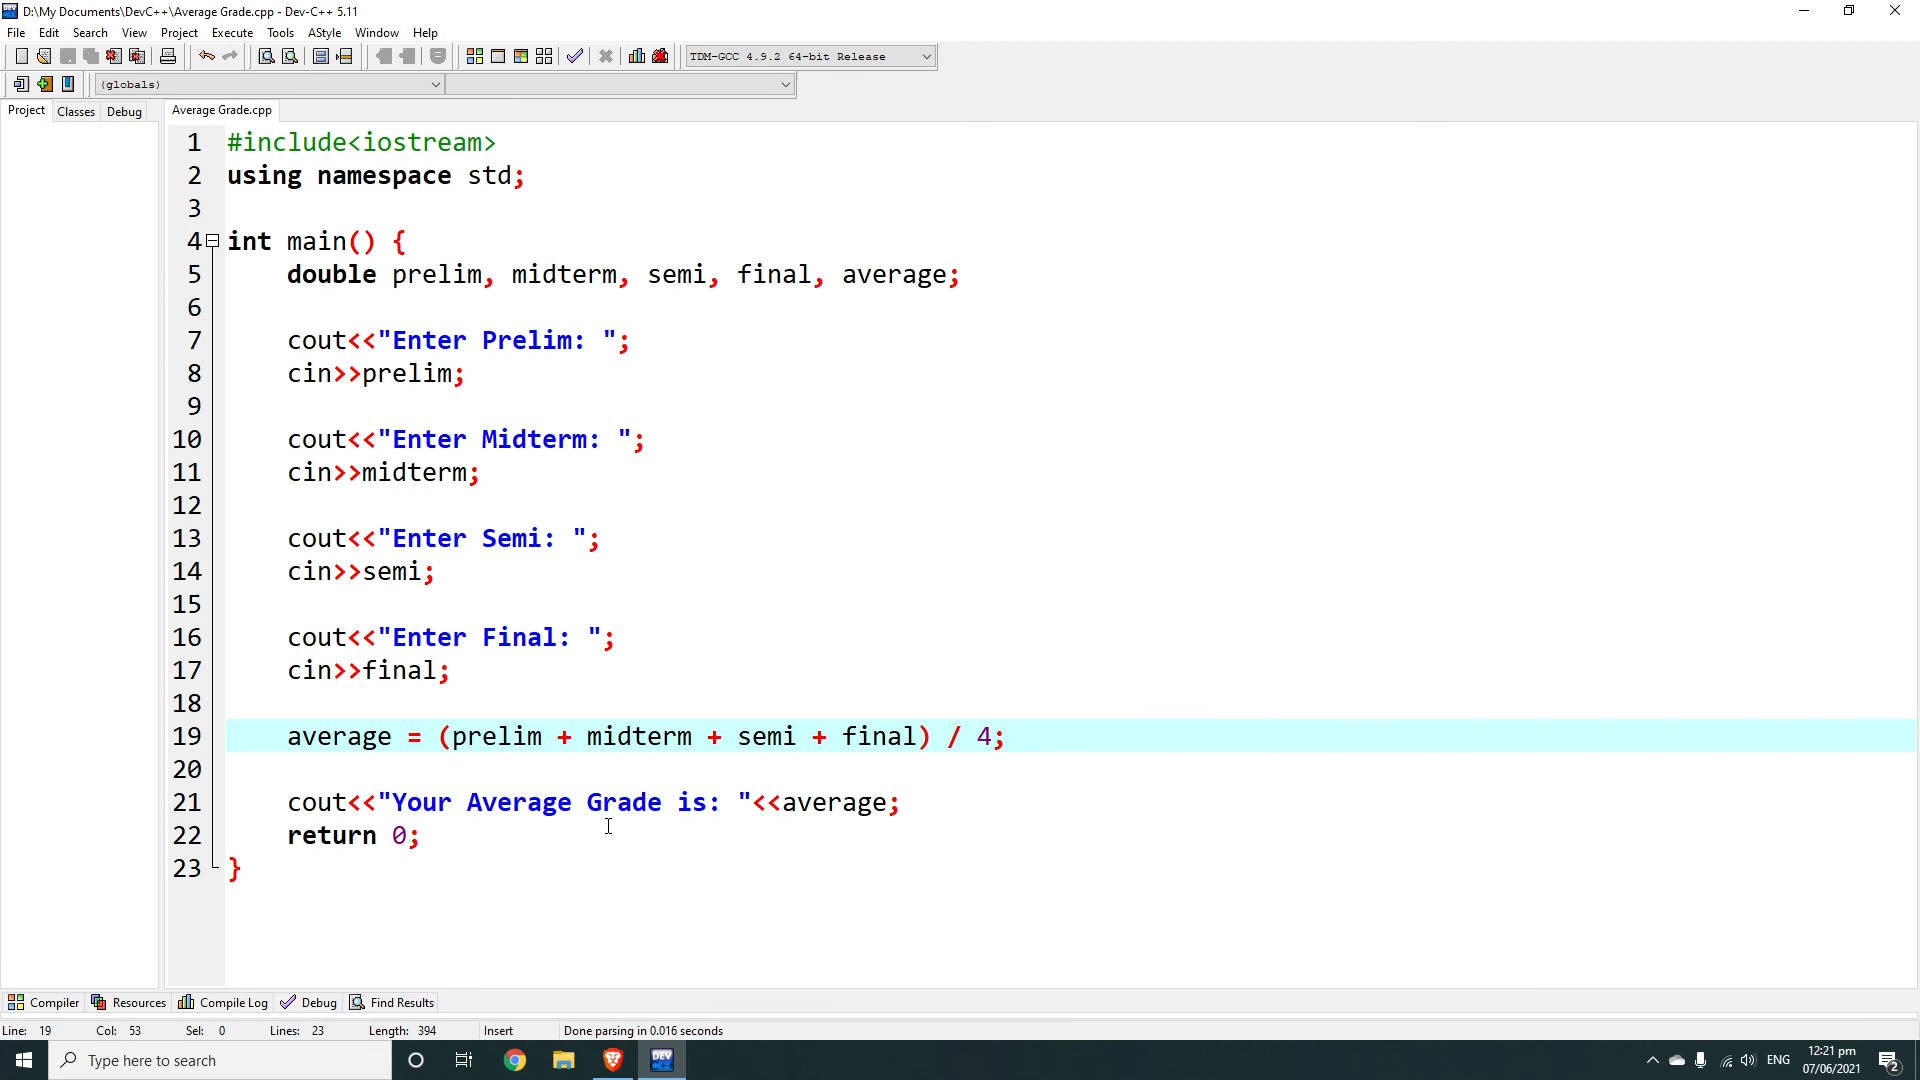 D:\My Documents\DevC++\Average Grade.cpp - Dev-C++ 5.11
File Edit Search View Project Execute Tools AStyle Window Help
TDM-GCC 4.9.2 64-bit Release
(globals)
Project Classes Debug Average Grade.cpp
1 #include<iostream>
2 using namespace std;
3
4 int main() {
5 double prelim, midterm, semi, final, average;
6
7 cout<<"Enter Prelim: ";
8 cin>>prelim;
9
10 cout<<"Enter Midterm: ";
11 cin>>midterm;
12
13 cout<<"Enter Semi: ";
14 cin>>semi;
15
16 cout<<"Enter Final: ";
17 cin>>final;
18
19 average = (prelim + midterm + semi + final) / 4;
20
21 cout<<"Your Average Grade is: "<<average;
22 return 0;
23 }
Compiler Resources Compile Log Debug Find Results
Line: 19 Col: 53 Sel: 0 Lines: 23 Length: 394 Insert Done parsing in 0.016 seconds
Type here to search DEV ENG 12:21 pm
07/06/2021 2